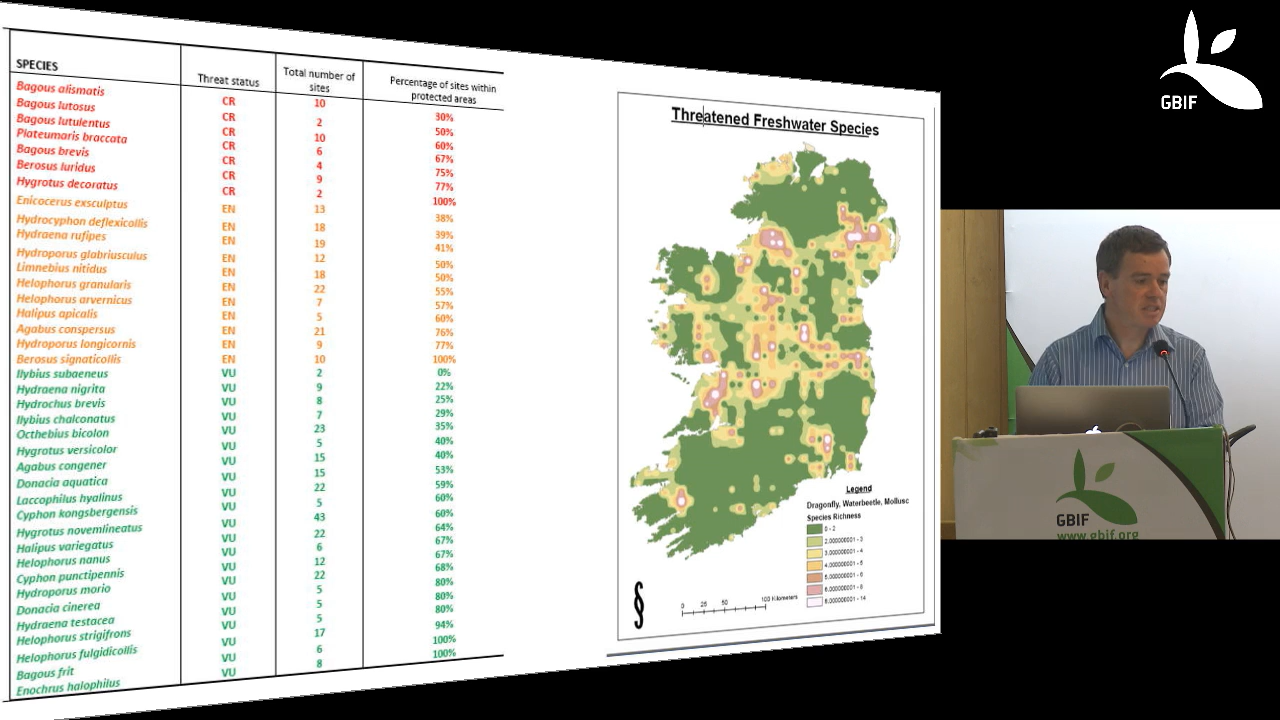 SPECIES Threat status Total number of sites Percentage of sites within protected areas
Bagous alismatis CR 10 30%
Bagous lutosus CR 2 50%
Bagous lutulentus CR 10 60%
Plateumaris braccata CR 6 67%
Bagous brevis CR 4 75%
Berosus luridus CR 9 77%
Hygrotus decoratus CR 2 100%
Enicocerus exsculptus EN 13 38%
Hydrocyphon deflexicollis EN 18 39%
Hydraena rufipes EN 19 41%
Hydroporus glabriusculus EN 12 50%
Limnebius nitidus EN 18 50%
Helophorus granularis EN 22 55%
Helophorus arvernicus EN 7 57%
Halipus apicalis EN 5 60%
Agabus conspersus EN 21 76%
Hydroporus longicornis EN 9 77%
Berosus signaticollis EN 10 100%
Ilybius subaeneus VU 2 0%
Hydraena nigrita VU 9 22%
Hydrochus brevis VU 8 25%
Ilybius chalconatus VU 7 29%
Octhebius bicolon VU 23 35%
Hygrotus versicolor VU 5 40%
Agabus congener VU 15 40%
Donacia aquatica VU 15 53%
Laccophilus hyalinus VU 22 59%
Cyphon kongsbergensis VU 5 60%
Hygrotus novemlineatus VU 43 60%
Halipus variegatus VU 22 64%
Helophorus nanus VU 6 67%
Cyphon punctipennis VU 12 67%
Hydroporus morio VU 22 68%
Donacia cinerea VU 5 80%
Hydraena testacea VU 5 80%
Helophorus strigifrons VU 5 80%
Helophorus fulgidicollis VU 17 94%
Bagous frit VU 6 100%
Enochrus halophilus VU 8 100%
Threatened Freshwater Species
Legend
Dragonfly, Waterbeetle, Mollusc
Species Richness
0 - 2
2.000000001 - 3
3.000000001 - 4
4.000000001 - 5
5.000000001 - 6
6.000000001 - 8
8.000000001 - 14
0 25 50 100 Kilometers
§
GBIF
GBIF
www.gbif.org